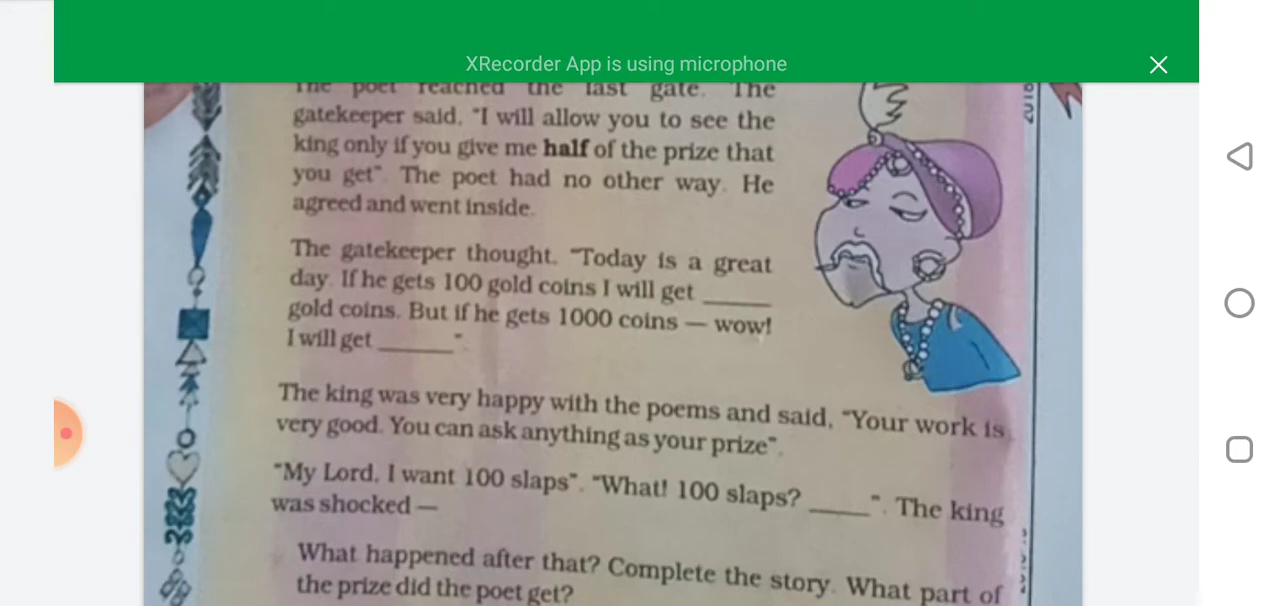 XRecorder App is using microphone
The poet reached the last gate. The
gatekeeper said, "I will allow you to see the
king only if you give me half of the prize that
you get". The poet had no other way. He
agreed and went inside.
The gatekeeper thought, "Today is a great
day. If he gets 100 gold coins I will get _____
gold coins. But if he gets 1000 coins — wow!
I will get _____".
The king was very happy with the poems and said, "Your work is
very good. You can ask anything as your prize".
"My Lord, I want 100 slaps". "What! 100 slaps? _____". The king
was shocked —
What happened after that? Complete the story. What part of
the prize did the poet get?